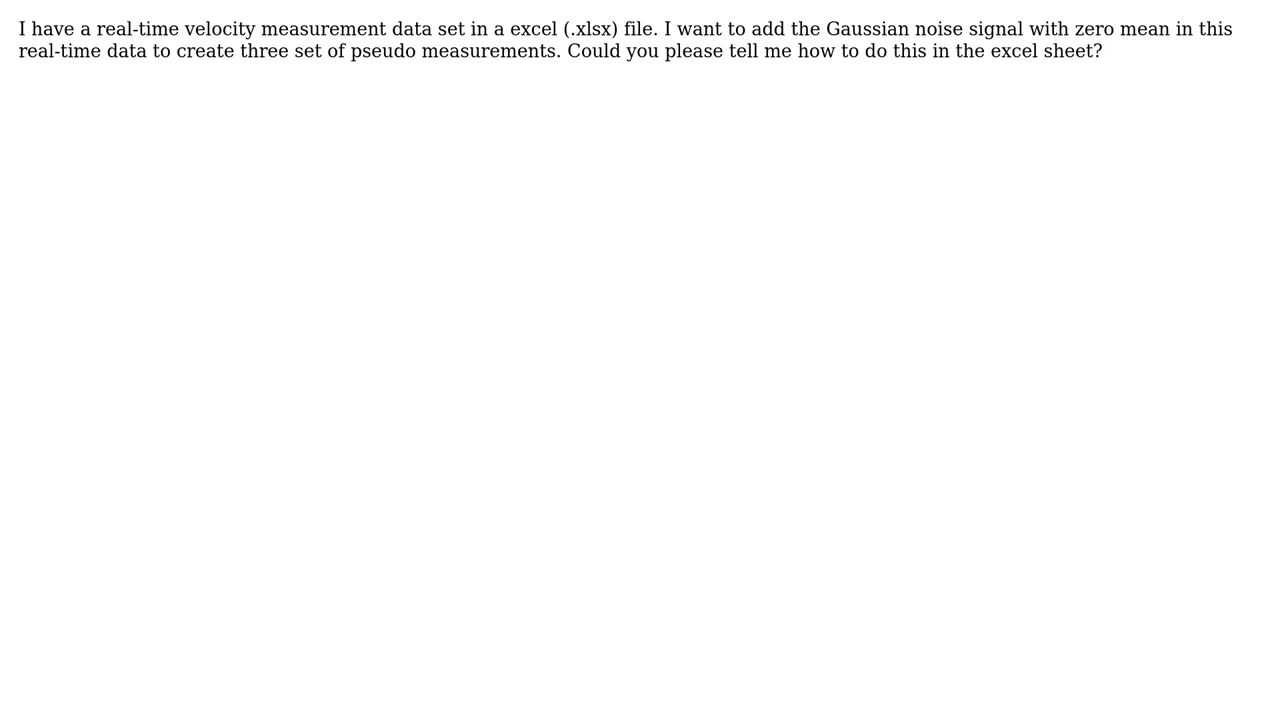 I have a real-time velocity measurement data set in a excel (.xlsx) file. I want to add the Gaussian noise signal with zero mean in this
real-time data to create three set of pseudo measurements. Could you please tell me how to do this in the excel sheet?